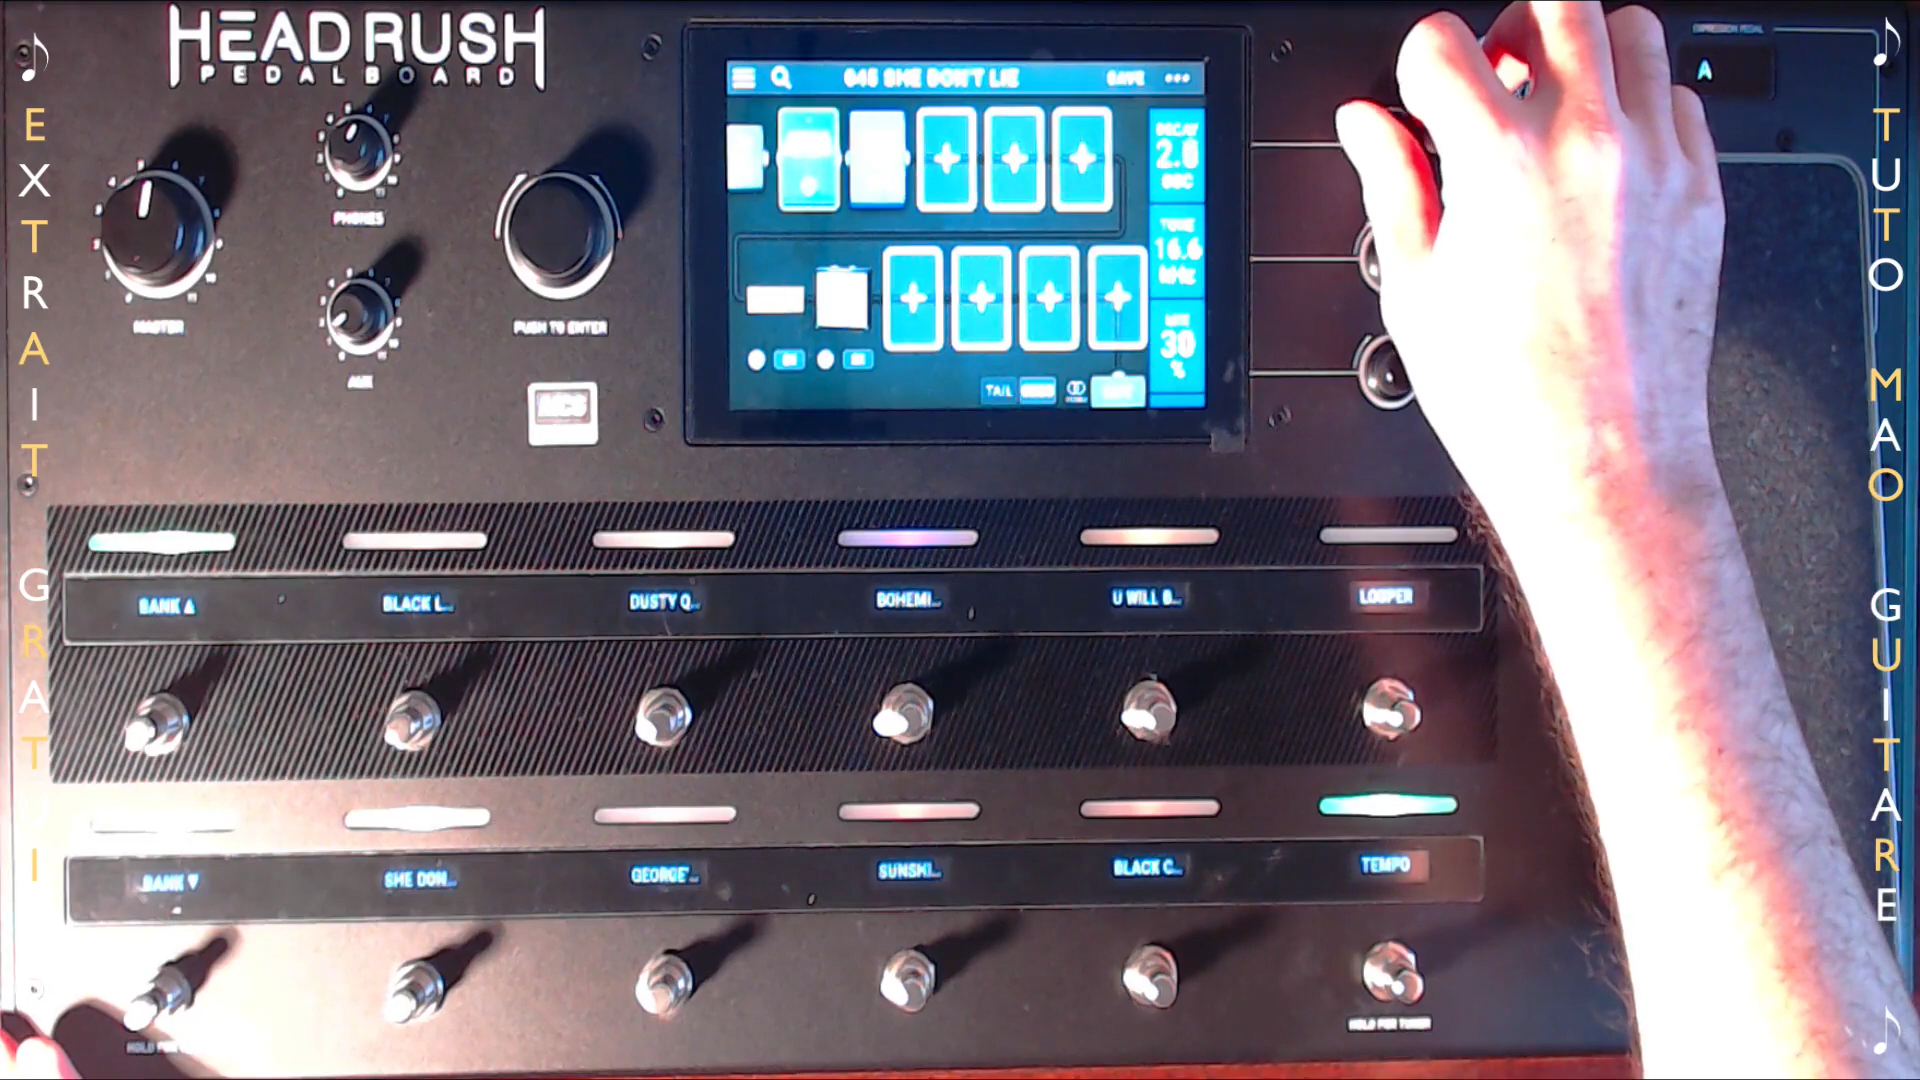 HEADRUSH
PEDALBOARD
EXPRESSION PEDAL
A
045 SHE DON'T LIE
SAVE
DECAY
2.0
SEC
TONE
16.6
kHz
MIX
30
%
TAIL
PHONES
MASTER
AUX
PUSH TO ENTER
BANK ▲
BLACK L...
DUSTY Q...
BOHEMI...
U WILL B...
LOOPER
BANK ▼
SHE DON...
GEORGE'...
SUNSHI...
BLACK C...
TEMPO
HOLD FOR TUNER
EXTRAIT GRATUIT
TUTO MAO GUITARE